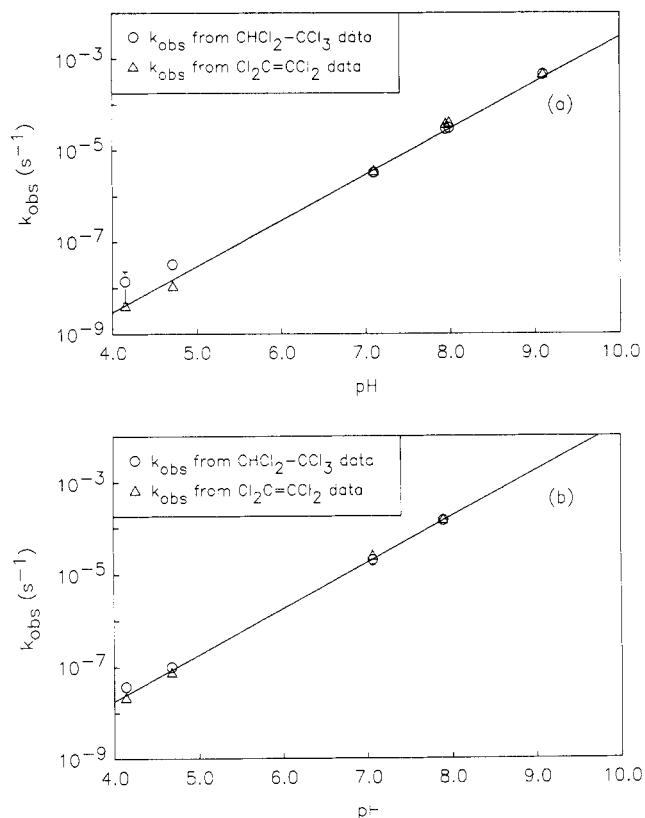 ○ k_obs from CHCl₂–CCl₃ data
△ k_obs from Cl₂C=CCl₂ data
(a)
k_obs (s⁻¹)
10⁻³
10⁻⁵
10⁻⁷
10⁻⁹
4.0 5.0 6.0 7.0 8.0 9.0 10.0
pH
○ k_obs from CHCl₂–CCl₃ data
△ k_obs from Cl₂C=CCl₂ data
(b)
k_obs (s⁻¹)
10⁻³
10⁻⁵
10⁻⁷
10⁻⁹
4.0 5.0 6.0 7.0 8.0 9.0 10.0
pH